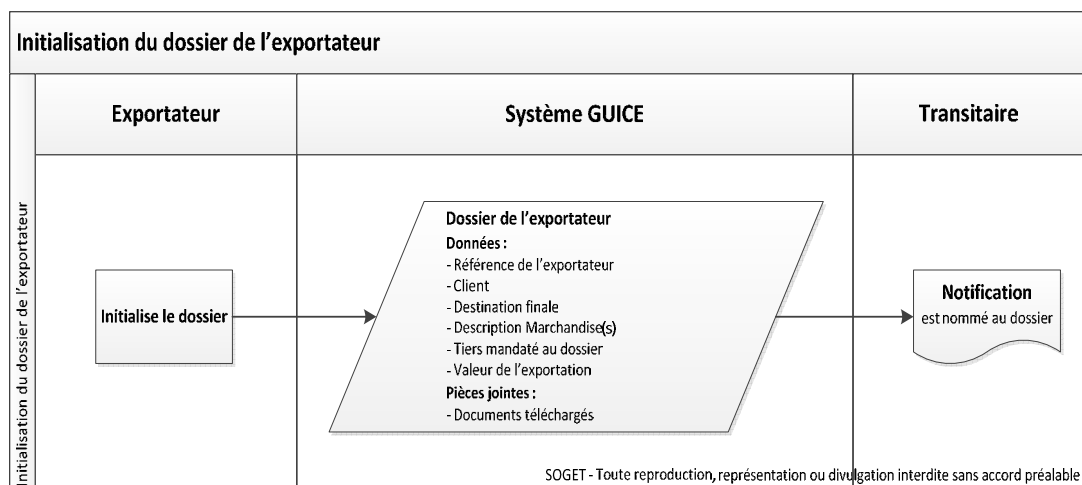 Initialisation du dossier de l’exportateur
Exportateur
Système GUICE
Transitaire
Initialisation du dossier de l’exportateur
Initialise le dossier
Dossier de l’exportateur
Données :
- Référence de l’exportateur
- Client
- Destination finale
- Description Marchandise(s)
- Tiers mandaté au dossier
- Valeur de l’exportation
Pièces jointes :
- Documents téléchargés
Notification
est nommé au dossier
SOGET - Toute reproduction, représentation ou divulgation interdite sans accord préalable